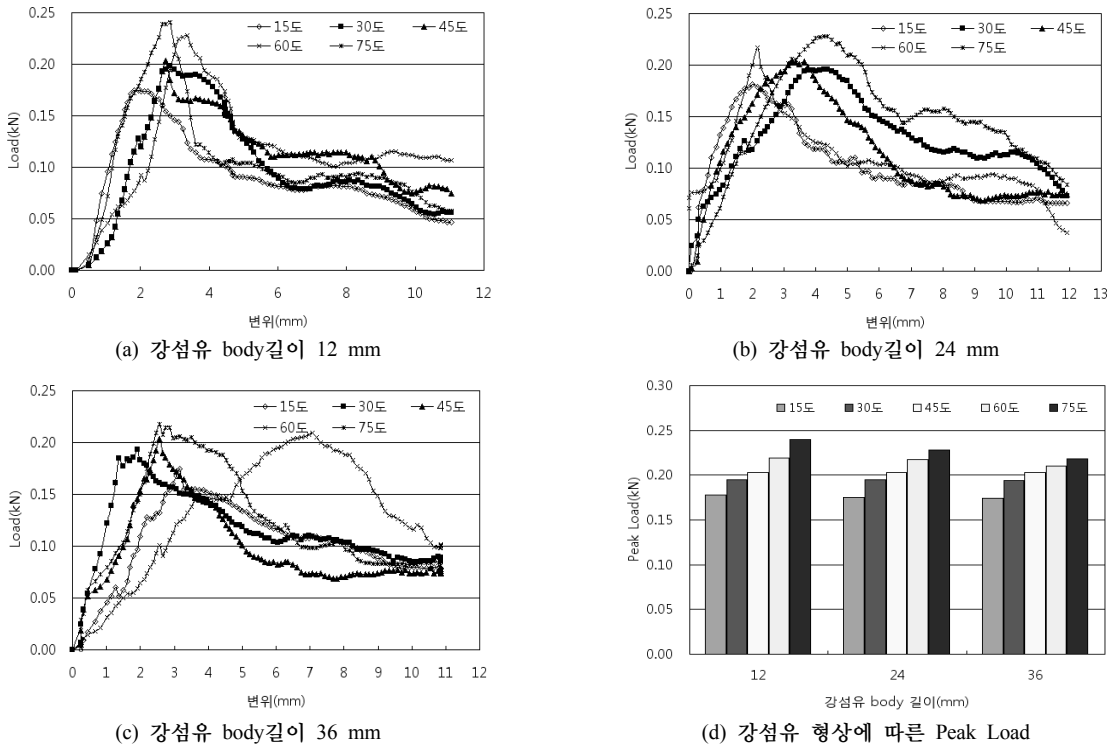 0.25
0.20
0.15
0.10
0.05
0.00
Load(kN)
15도 30도 45도
60도 75도
0 2 4 6 8 10 12
변위(mm)
(a) 강섬유 body길이 12 mm
0.25
0.20
0.15
0.10
0.05
0.00
Load(kN)
15도 30도 45도
60도 75도
0 1 2 3 4 5 6 7 8 9 10 11 12 13
변위(mm)
(b) 강섬유 body길이 24 mm
0.25
0.20
0.15
0.10
0.05
0.00
Load(kN)
15도 30도 45도
60도 75도
0 1 2 3 4 5 6 7 8 9 10 11 12
변위(mm)
(c) 강섬유 body길이 36 mm
0.30
0.25
0.20
0.15
0.10
0.05
0.00
Peak Load(kN)
15도 30도 45도 60도 75도
12 24 36
강섬유 body 길이(mm)
(d) 강섬유 형상에 따른 Peak Load